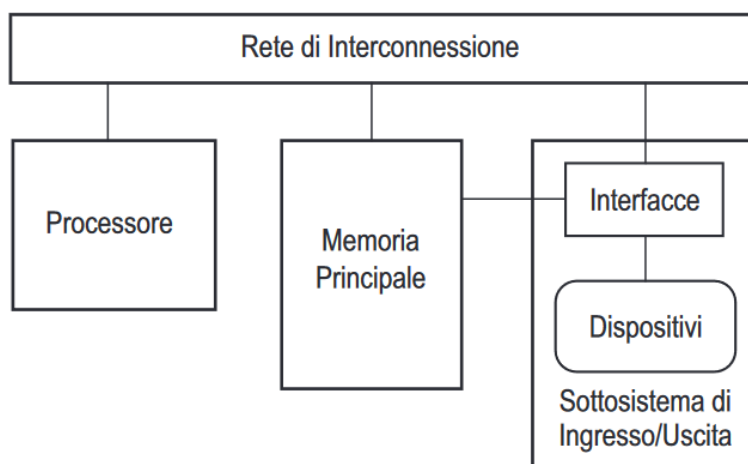 Rete di Interconnessione
Processore
Memoria
Principale
Interfacce
Dispositivi
Sottosistema di
Ingresso/Uscita